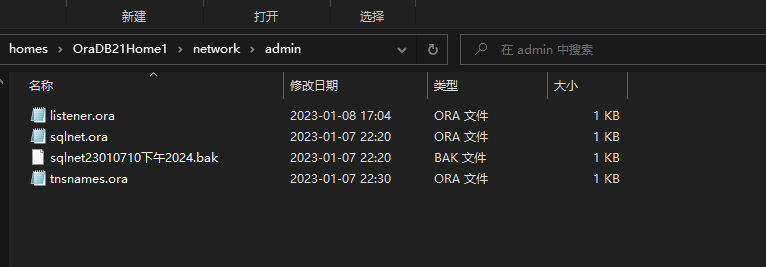 新建 打开 选择
homes > OraDB21Home1 > network > admin 在 admin 中搜索
名称 修改日期 类型 大小
listener.ora 2023-01-08 17:04 ORA 文件 1 KB
sqlnet.ora 2023-01-07 22:20 ORA 文件 1 KB
sqlnet23010710下午2024.bak 2023-01-07 22:20 BAK 文件 1 KB
tnsnames.ora 2023-01-07 22:30 ORA 文件 1 KB